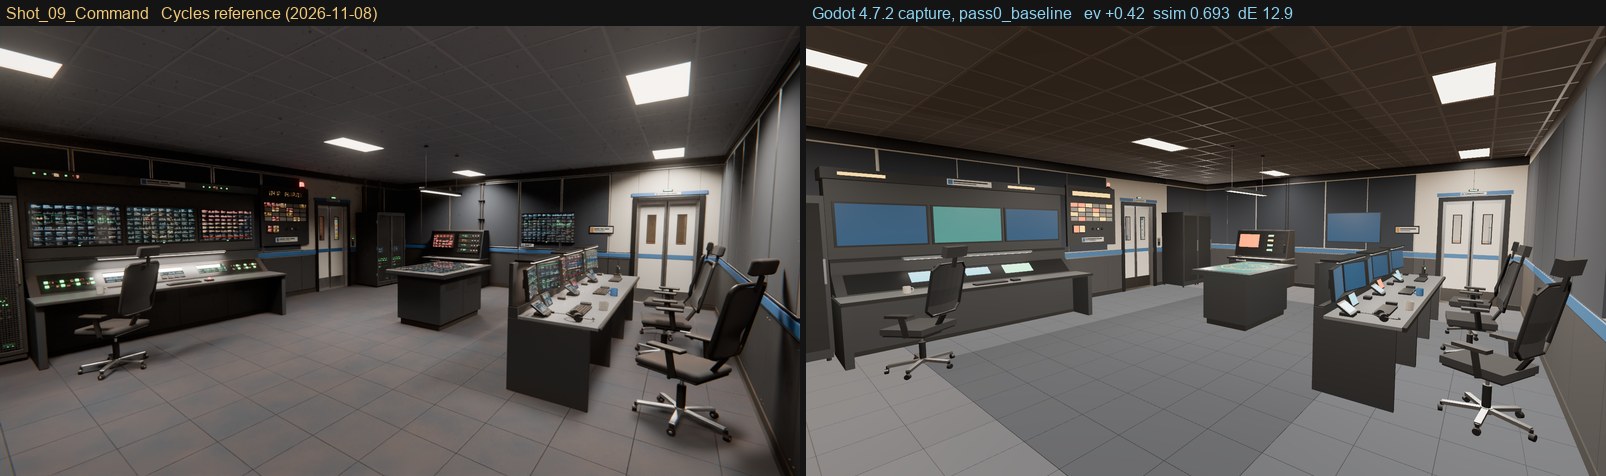 Shot_09_Command Cycles reference (2026-11-08)
Godot 4.7.2 capture, pass0_baseline ev +0.42 ssim 0.693 dE 12.9